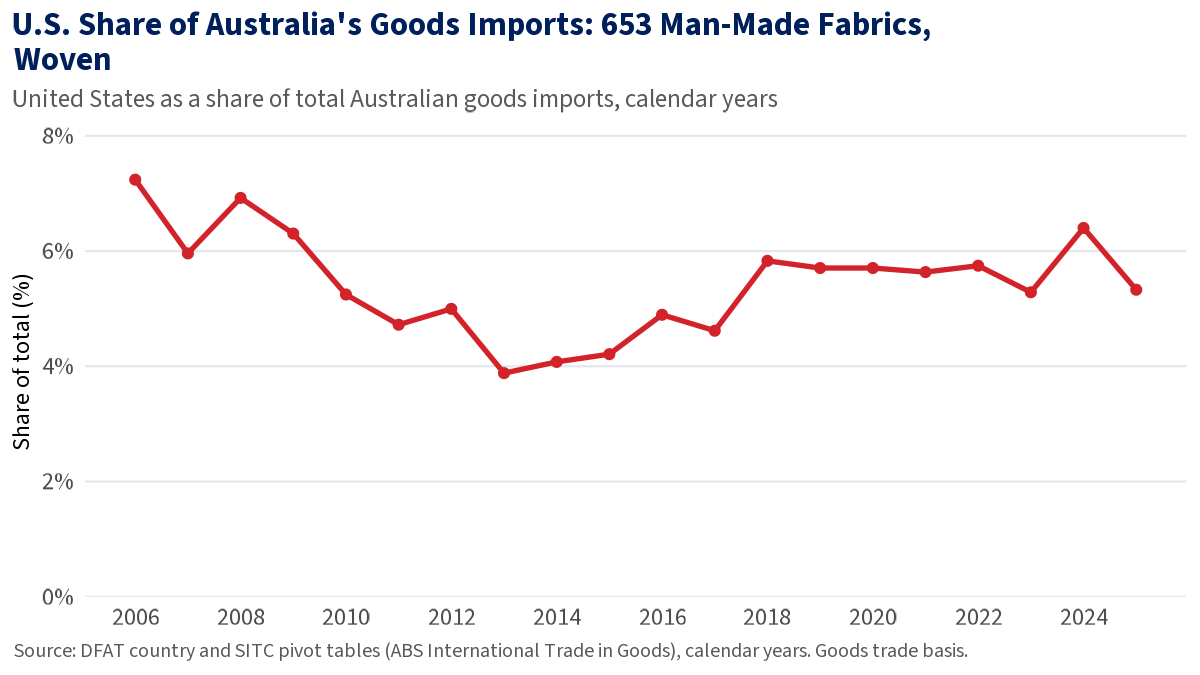 U.S. Share of Australia's Goods Imports: 653 Man-Made Fabrics,
Woven
United States as a share of total Australian goods imports, calendar years
Share of total (%)
8%
6%
4%
2%
0%
2006 2008 2010 2012 2014 2016 2018 2020 2022 2024
Source: DFAT country and SITC pivot tables (ABS International Trade in Goods), calendar years. Goods trade basis.